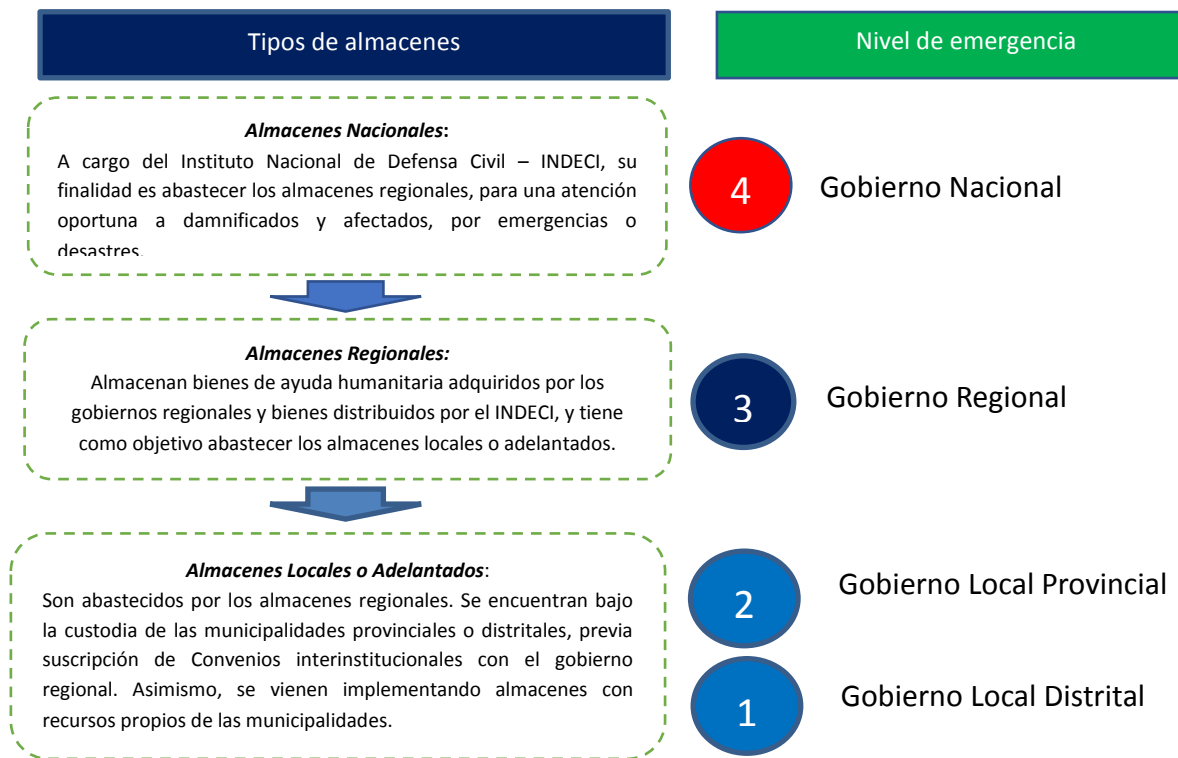 Tipos de almacenes
Nivel de emergencia
Almacenes Nacionales:
A cargo del Instituto Nacional de Defensa Civil – INDECI, su
finalidad es abastecer los almacenes regionales, para una atención
oportuna a damnificados y afectados, por emergencias o
desastres.
4
Gobierno Nacional
Almacenes Regionales:
Almacenan bienes de ayuda humanitaria adquiridos por los
gobiernos regionales y bienes distribuidos por el INDECI, y tiene
como objetivo abastecer los almacenes locales o adelantados.
3
Gobierno Regional
Almacenes Locales o Adelantados:
Son abastecidos por los almacenes regionales. Se encuentran bajo
la custodia de las municipalidades provinciales o distritales, previa
suscripción de Convenios interinstitucionales con el gobierno
regional. Asimismo, se vienen implementando almacenes con
recursos propios de las municipalidades.
2
Gobierno Local Provincial
1
Gobierno Local Distrital